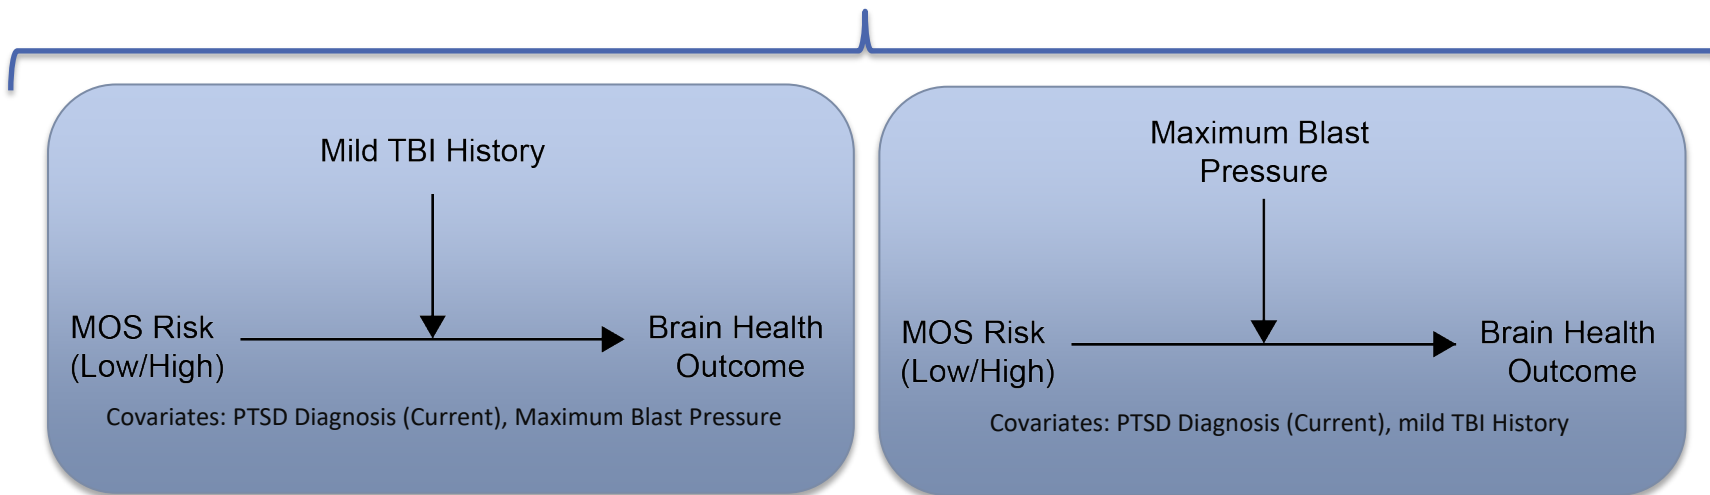 Mild TBI History
MOS Risk
(Low/High)
Brain Health
Outcome
Covariates: PTSD Diagnosis (Current), Maximum Blast Pressure
Maximum Blast
Pressure
MOS Risk
(Low/High)
Brain Health
Outcome
Covariates: PTSD Diagnosis (Current), mild TBI History